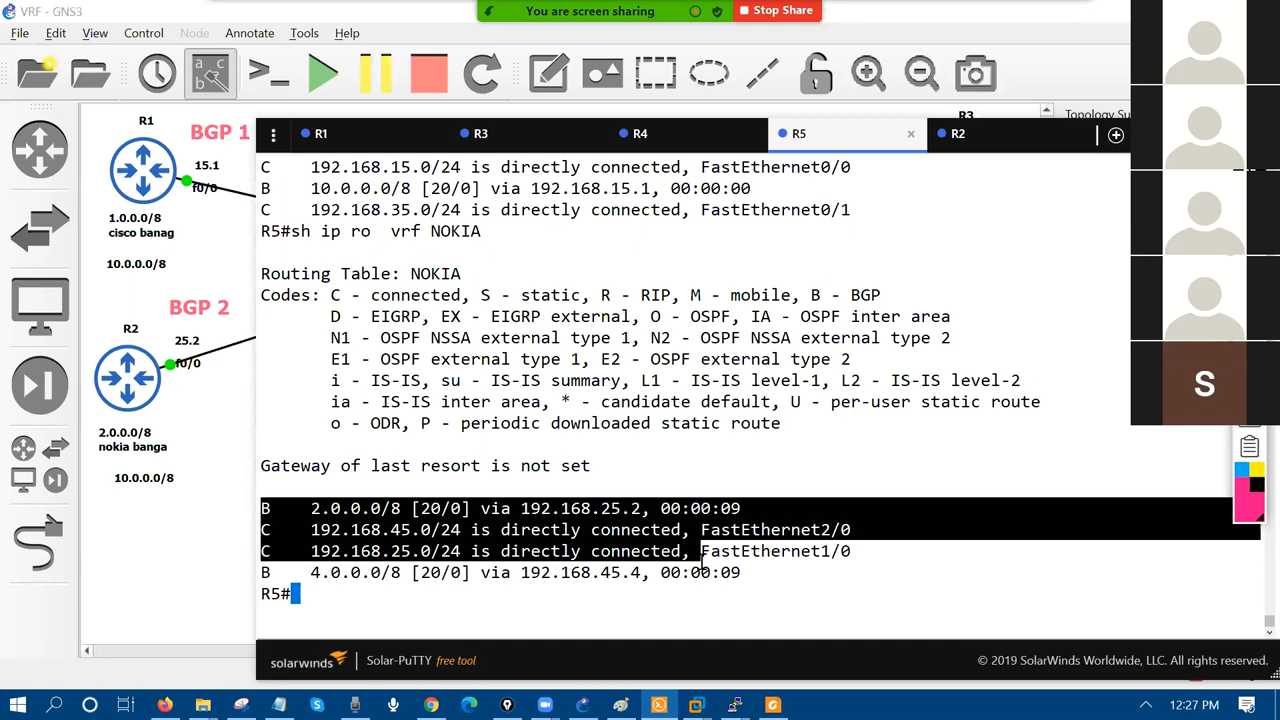 VRF - GNS3
You are screen sharing
Stop Share
File Edit View Control Node Annotate Tools Help
R1
BGP 1
15.1
f0/0
1.0.0.0/8
cisco banag
10.0.0.0/8
BGP 2
R2
25.2
f0/0
2.0.0.0/8
nokia banga
10.0.0.0/8
R3
Topology Su
R1 R3 R4 R5 × R2
C 192.168.15.0/24 is directly connected, FastEthernet0/0
B 10.0.0.0/8 [20/0] via 192.168.15.1, 00:00:00
C 192.168.35.0/24 is directly connected, FastEthernet0/1
R5#sh ip ro vrf NOKIA
Routing Table: NOKIA
Codes: C - connected, S - static, R - RIP, M - mobile, B - BGP
D - EIGRP, EX - EIGRP external, O - OSPF, IA - OSPF inter area
N1 - OSPF NSSA external type 1, N2 - OSPF NSSA external type 2
E1 - OSPF external type 1, E2 - OSPF external type 2
i - IS-IS, su - IS-IS summary, L1 - IS-IS level-1, L2 - IS-IS level-2
ia - IS-IS inter area, * - candidate default, U - per-user static route
o - ODR, P - periodic downloaded static route
Gateway of last resort is not set
B 2.0.0.0/8 [20/0] via 192.168.25.2, 00:00:09
C 192.168.45.0/24 is directly connected, FastEthernet2/0
C 192.168.25.0/24 is directly connected, FastEthernet1/0
B 4.0.0.0/8 [20/0] via 192.168.45.4, 00:00:09
R5#
S
solarwinds Solar-PuTTY free tool
© 2019 SolarWinds Worldwide, LLC. All rights reserved.
12:27 PM